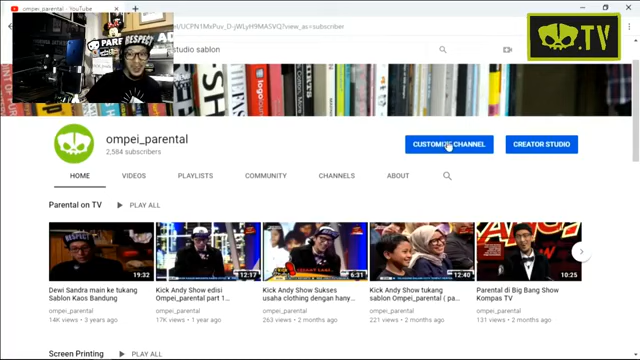 ompei_parental - YouTube
/UCPN1MxPuv_D-jWLyH9MASVQ?view_as=subscriber
studio sablon
RESPECT
.TV
ompei_parental
2,584 subscribers
CUSTOMIZE CHANNEL
CREATOR STUDIO
HOME VIDEOS PLAYLISTS COMMUNITY CHANNELS ABOUT
Parental on TV PLAY ALL
19:32 12:17 6:31 12:40 10:25
Dewi Sandra main ke tukang
Sablon Kaos Bandung
ompei_parental
14K views • 3 years ago
Kick Andy Show edisi
Ompei_parental part 1 ...
ompei_parental
17K views • 1 year ago
Kick Andy Show Sukses
usaha clothing dengan hany...
ompei_parental
263 views • 2 months ago
Kick Andy Show tukang
sablon Ompei_parental ( pa...
ompei_parental
221 views • 2 months ago
Parental di Big Bang Show
Kompas TV
ompei_parental
131 views • 2 months ago
Screen Printing PLAY ALL